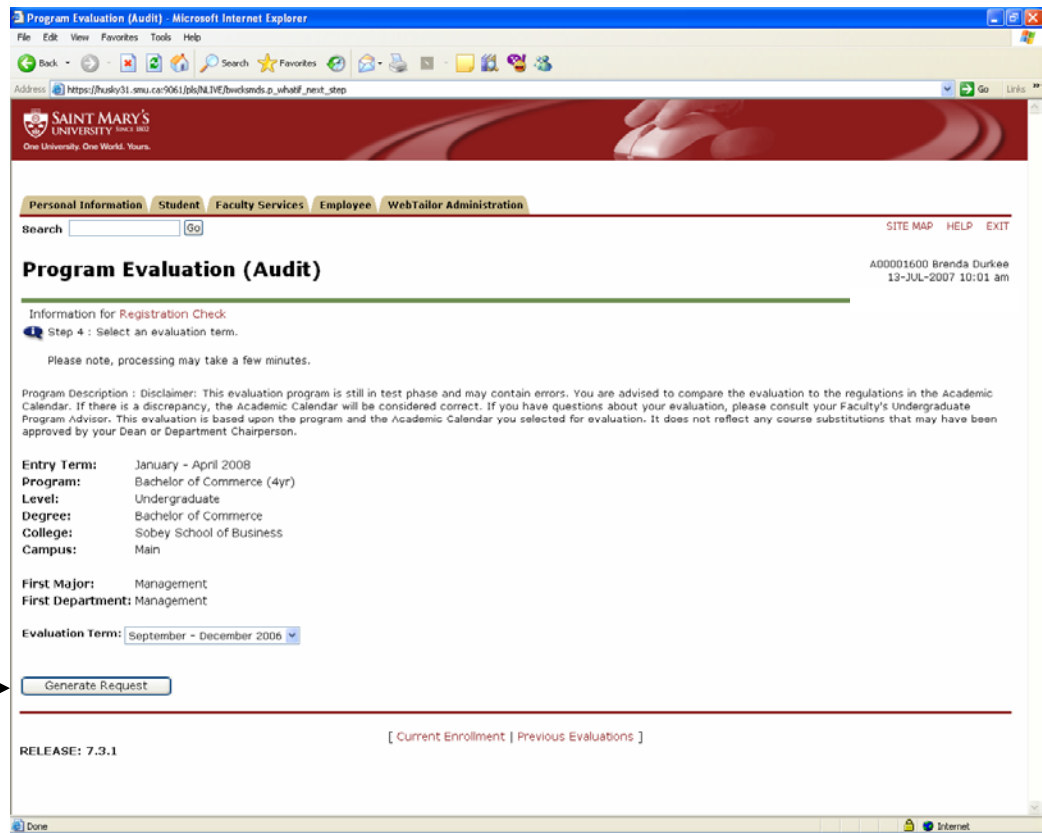 Program Evaluation (Audit) - Microsoft Internet Explorer
File Edit View Favorites Tools Help
Back Search Favorites
Address https://husky31.smu.ca:9061/pls/NLIVE/bwcksmds.p_whatif_next_step Go Links »
SAINT MARY'S
UNIVERSITY SINCE 1802
One University. One World. Yours.
Personal Information Student Faculty Services Employee WebTailor Administration
Search Go SITE MAP HELP EXIT
Program Evaluation (Audit)
A00001600 Brenda Durkee
13-JUL-2007 10:01 am
Information for Registration Check
Step 4 : Select an evaluation term.
Please note, processing may take a few minutes.
Program Description : Disclaimer: This evaluation program is still in test phase and may contain errors. You are advised to compare the evaluation to the regulations in the Academic
Calendar. If there is a discrepancy, the Academic Calendar will be considered correct. If you have questions about your evaluation, please consult your Faculty's Undergraduate
Program Advisor. This evaluation is based upon the program and the Academic Calendar you selected for evaluation. It does not reflect any course substitutions that may have been
approved by your Dean or Department Chairperson.
Entry Term: January - April 2008
Program: Bachelor of Commerce (4yr)
Level: Undergraduate
Degree: Bachelor of Commerce
College: Sobey School of Business
Campus: Main
First Major: Management
First Department: Management
Evaluation Term: September - December 2006
Generate Request
[ Current Enrollment | Previous Evaluations ]
RELEASE: 7.3.1
Done Internet